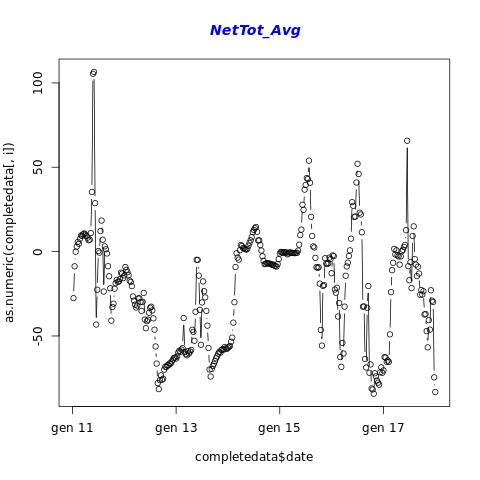 NetTot_Avg
as.numeric(completedata[, i])
100
50
0
-50
gen 11
gen 13
gen 15
gen 17
completedata$date